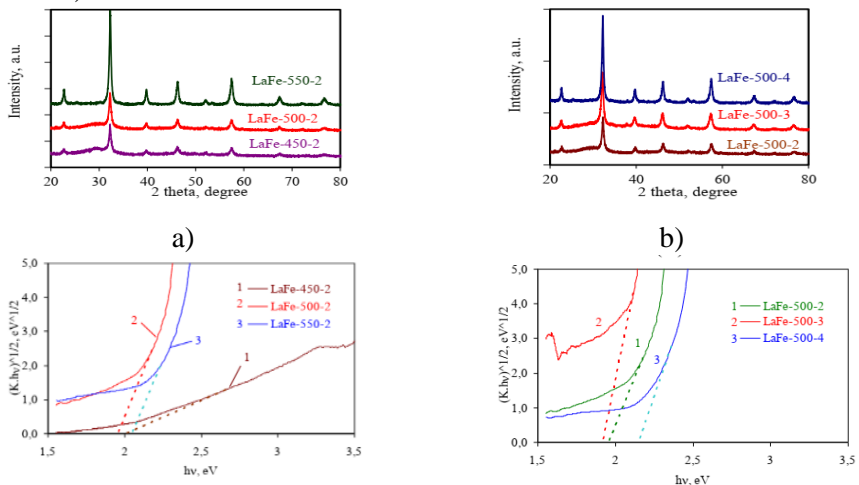 Intensity, a.u.
LaFe-550-2
LaFe-500-2
LaFe-450-2
20 30 40 50 60 70 80
2 theta, degree
Intensity, a.u.
LaFe-500-4
LaFe-500-3
LaFe-500-2
20 40 60 80
2 theta, degree
a)
b)
(K.hν)^1/2, eV^1/2
5,0
4,0
3,0
2,0
1,0
0,0
1 LaFe-450-2
2 LaFe-500-2
3 LaFe-550-2
2
3
1
1,5 2 2,5 3 3,5
hν, eV
(K.hν)^1/2, eV^1/2
5,0
4,0
3,0
2,0
1,0
0,0
1 LaFe-500-2
2 LaFe-500-3
3 LaFe-500-4
2
1
3
1,5 2 2,5 3 3,5
hν, eV